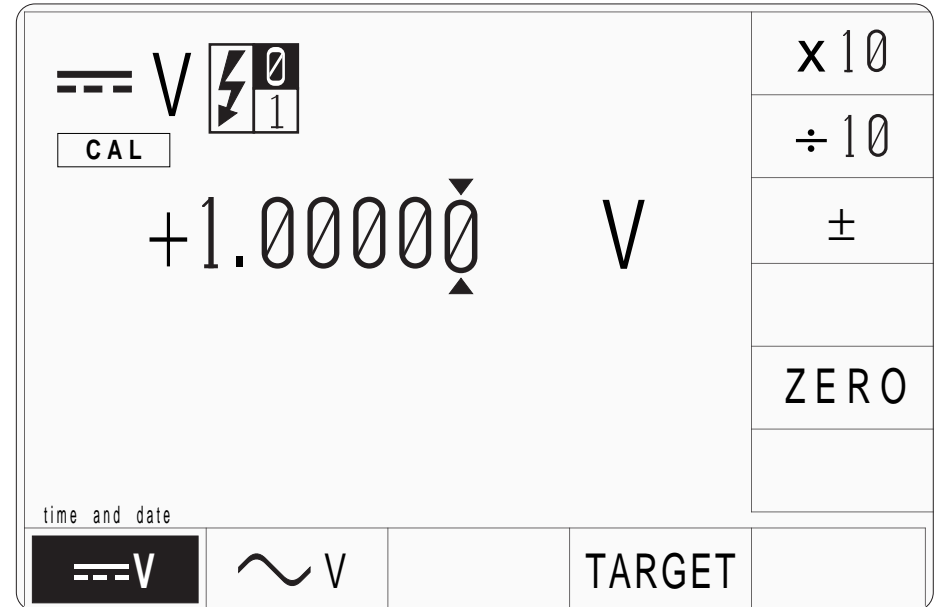 ⎓ V 0
1
CAL
+1.00000 V
x10
÷10
±
ZERO
time and date
⎓V ∿ V TARGET